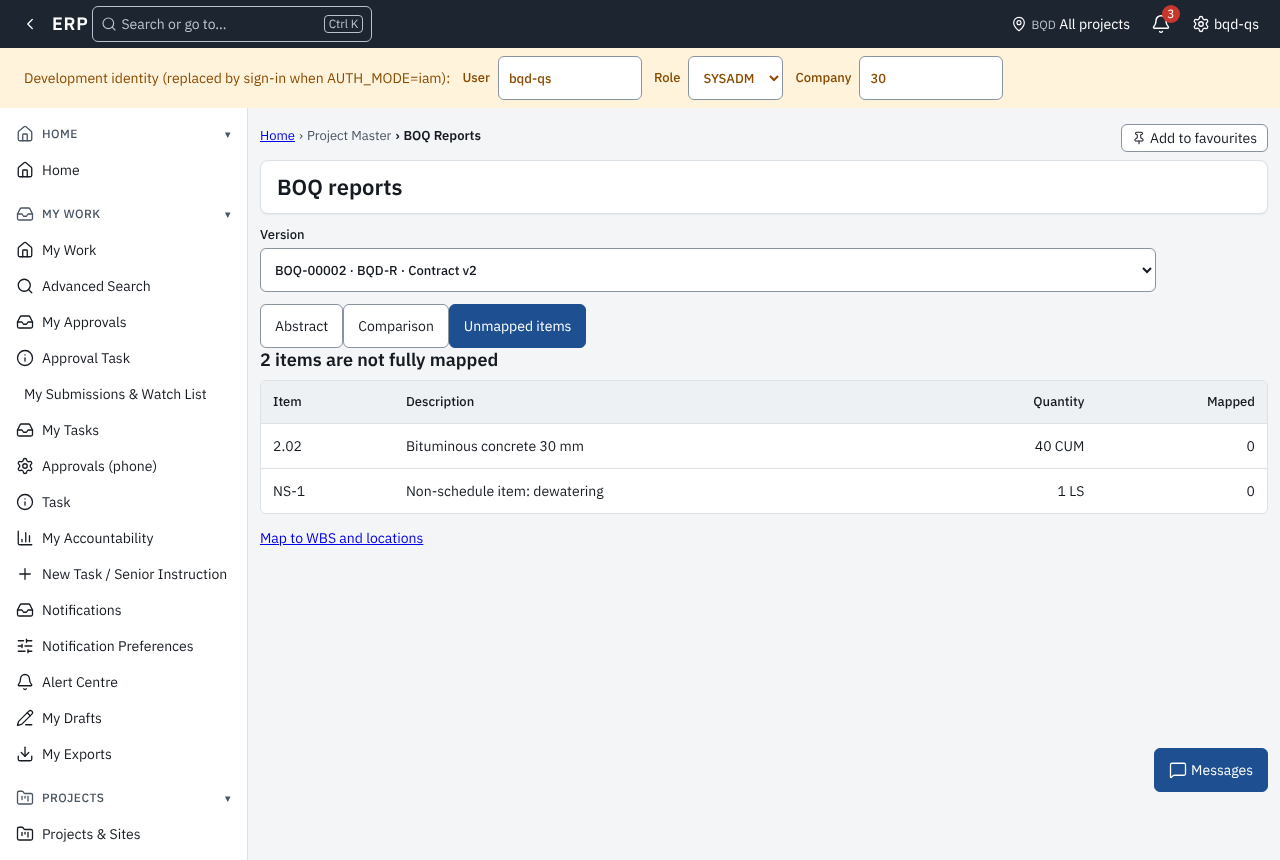 ERP
Search or go to...
Ctrl K
BQD All projects
3
bqd-qs
Development identity (replaced by sign-in when AUTH_MODE=iam):
User
bqd-qs
Role
SYSADM
Company
30
HOME
Home
MY WORK
My Work
Advanced Search
My Approvals
Approval Task
My Submissions & Watch List
My Tasks
Approvals (phone)
Task
My Accountability
New Task / Senior Instruction
Notifications
Notification Preferences
Alert Centre
My Drafts
My Exports
PROJECTS
Projects & Sites
Home › Project Master › BOQ Reports
Add to favourites
BOQ reports
Version
BOQ-00002 · BQD-R · Contract v2
Abstract
Comparison
Unmapped items
2 items are not fully mapped
Item Description Quantity Mapped
2.02 Bituminous concrete 30 mm 40 CUM 0
NS-1 Non-schedule item: dewatering 1 LS 0
Map to WBS and locations
Messages